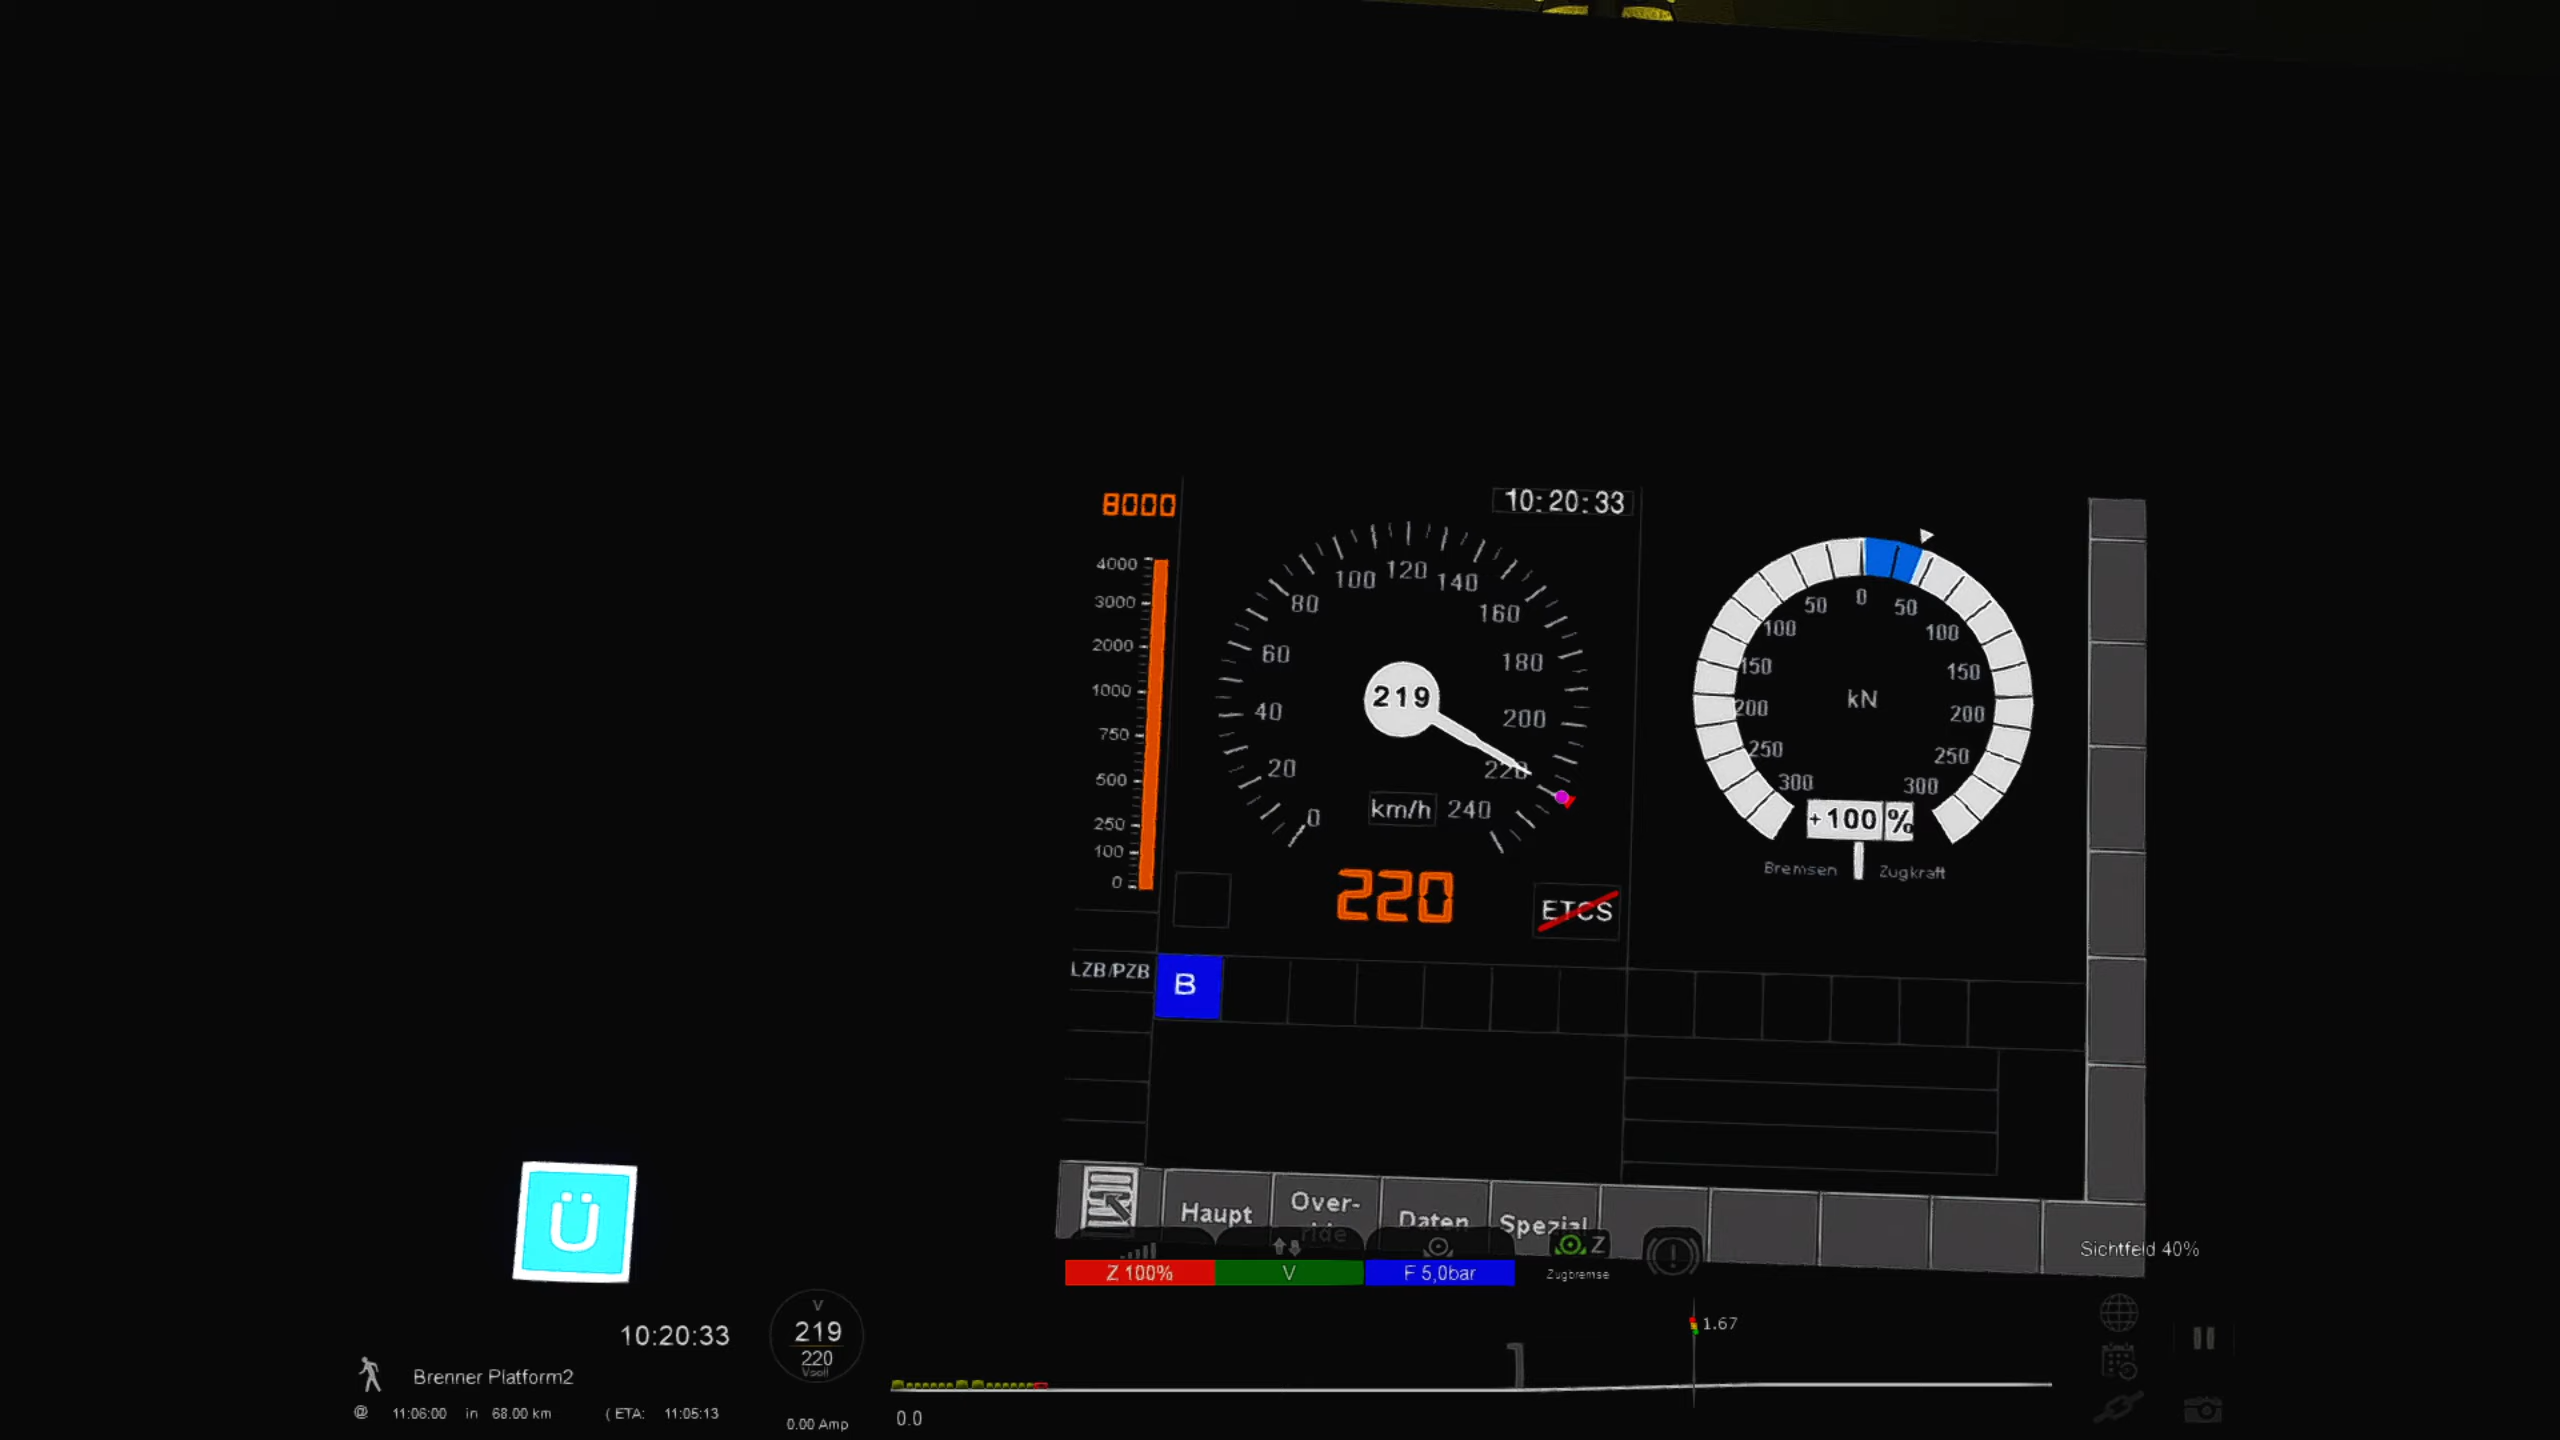 8000
10:20:33
4000
3000
2000
1000
750
500
250
100
0
0
20
40
60
80
100
120
140
160
180
200
220
240
219
km/h
220
ETCS
300
250
200
150
100
50
0
50
100
150
200
250
300
kN
+100 %
Bremsen
Zugkraft
LZB/PZB
B
Haupt
Over-
ride
Daten
Spezial
Ü
Z
Z 100%
V
F 5,0bar
Zugbremse
Sichtfeld 40%
10:20:33
V
219
220
Vsoll
0.00 Amp
Brenner Platform2
@ 11:06:00 in 68.00 km ( ETA: 11:05:13
0.0
1.67